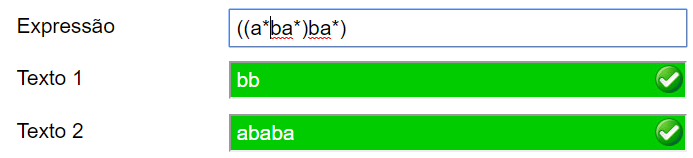 Expressão ((a*ba*)ba*)
Texto 1 bb
Texto 2 ababa